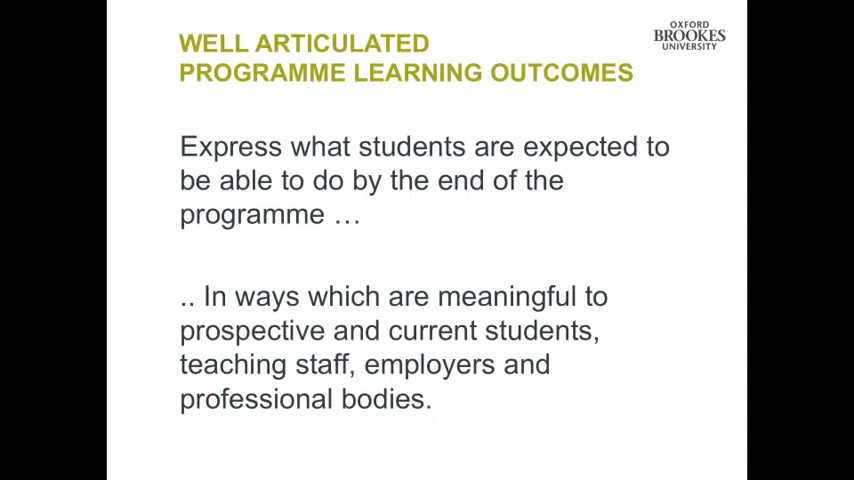 WELL ARTICULATED
PROGRAMME LEARNING OUTCOMES
OXFORD
BROOKES
UNIVERSITY
Express what students are expected to
be able to do by the end of the
programme …
.. In ways which are meaningful to
prospective and current students,
teaching staff, employers and
professional bodies.